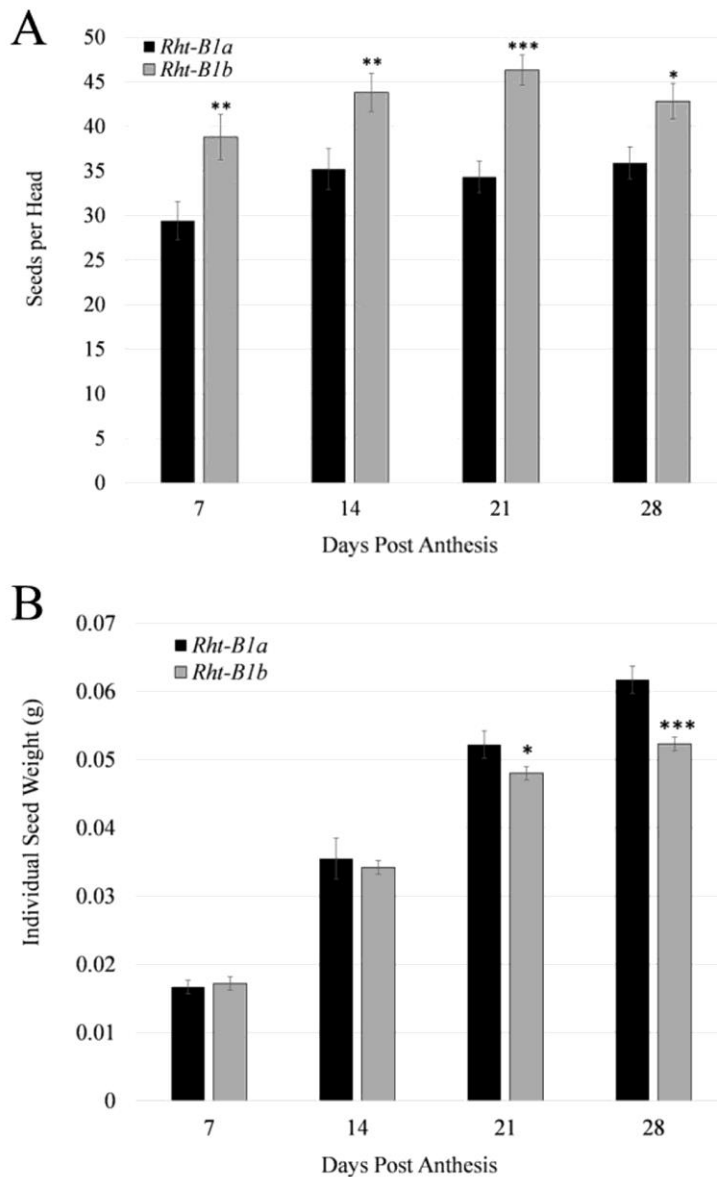 A
50
45
40
35
30
25
20
15
10
5
0
Seeds per Head
Rht-B1a
Rht-B1b
**
**
***
*
7 14 21 28
Days Post Anthesis
B
0.07
0.06
0.05
0.04
0.03
0.02
0.01
0
Individual Seed Weight (g)
Rht-B1a
Rht-B1b
*
***
7 14 21 28
Days Post Anthesis